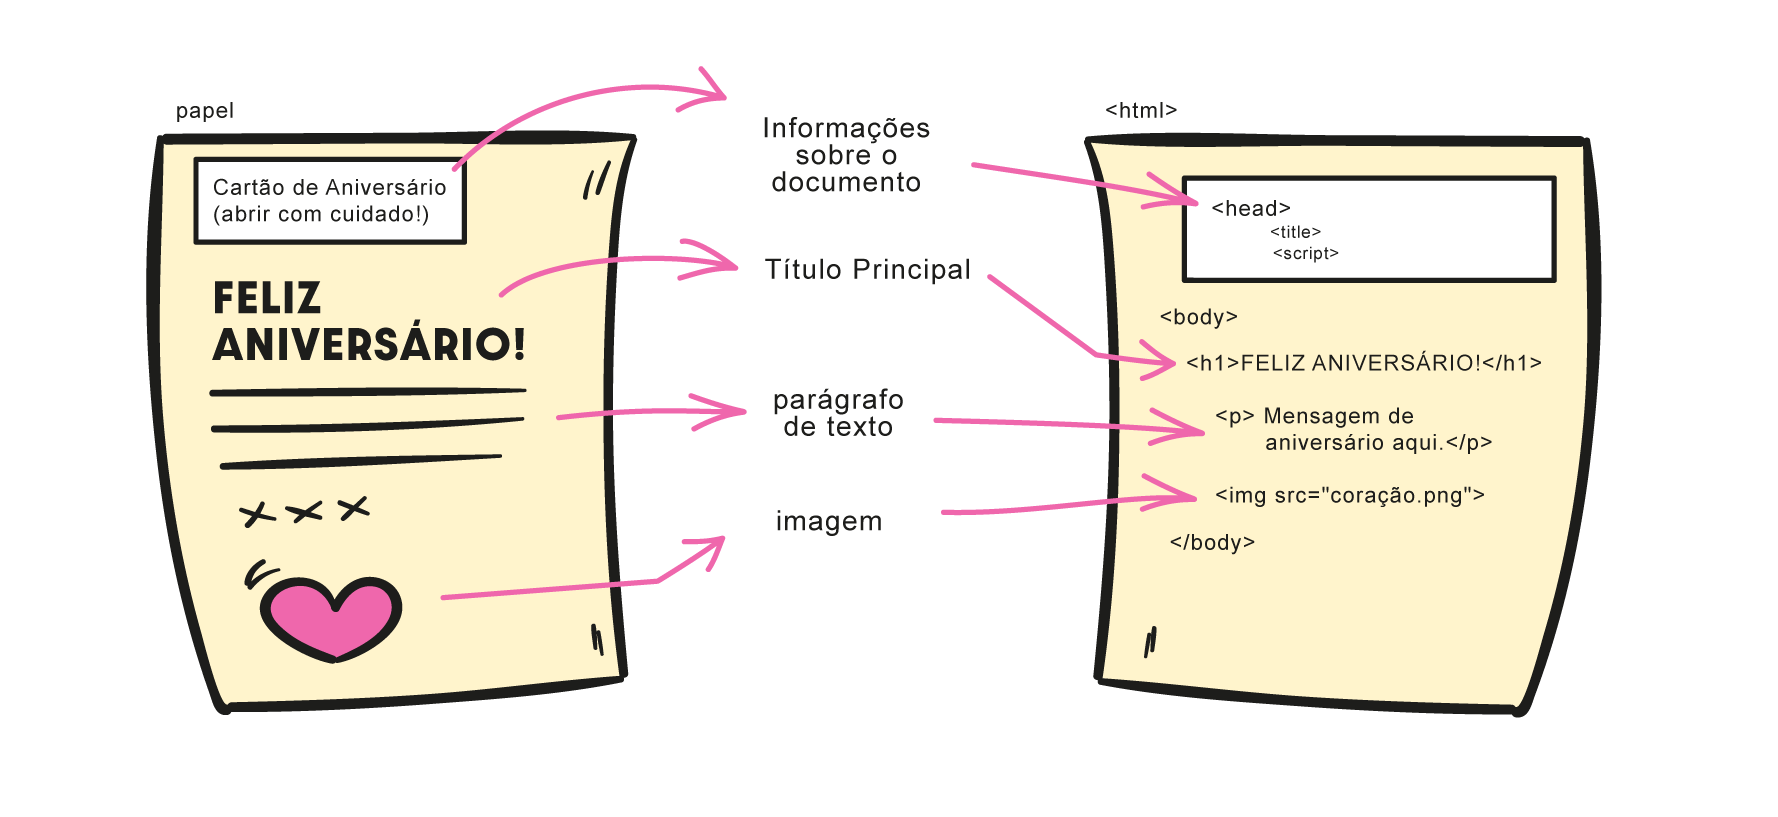 papel
Cartão de Aniversário
(abrir com cuidado!)
FELIZ
ANIVERSÁRIO!
Informações
sobre o
documento
Título Principal
parágrafo
de texto
imagem
<html>
<head>
<title>
<script>
<body>
<h1>FELIZ ANIVERSÁRIO!</h1>
<p> Mensagem de
aniversário aqui.</p>
<img src="coração.png">
</body>